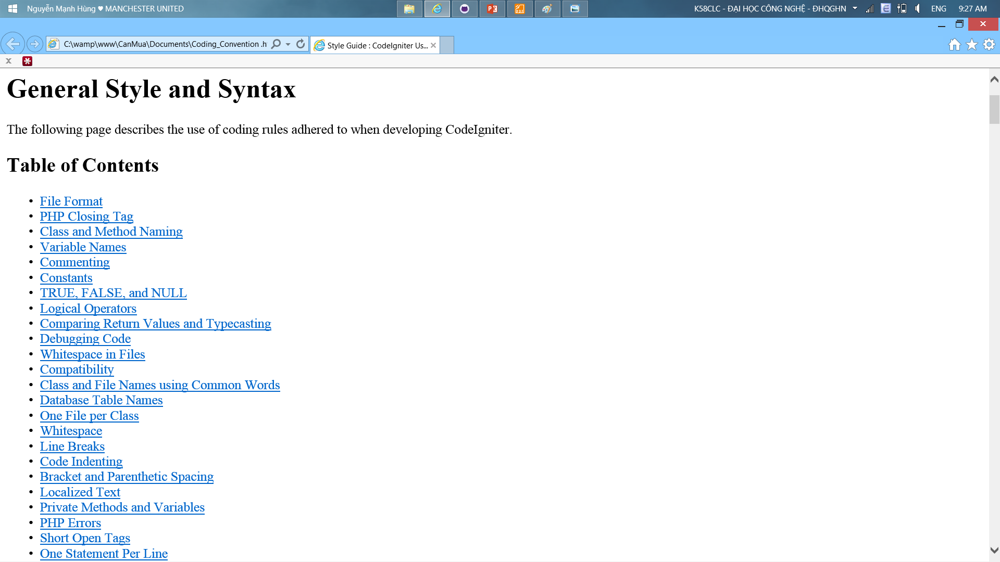 Nguyễn Mạnh Hùng ♥ MANCHESTER UNITED
K58CLC - ĐẠI HỌC CÔNG NGHỆ - ĐHQGHN
ENG
9:27 AM
C:\wamp\www\CanMua\Documents\Coding_Convention .h
Style Guide : CodeIgniter Us...
General Style and Syntax
The following page describes the use of coding rules adhered to when developing CodeIgniter.
Table of Contents
• File Format
• PHP Closing Tag
• Class and Method Naming
• Variable Names
• Commenting
• Constants
• TRUE, FALSE, and NULL
• Logical Operators
• Comparing Return Values and Typecasting
• Debugging Code
• Whitespace in Files
• Compatibility
• Class and File Names using Common Words
• Database Table Names
• One File per Class
• Whitespace
• Line Breaks
• Code Indenting
• Bracket and Parenthetic Spacing
• Localized Text
• Private Methods and Variables
• PHP Errors
• Short Open Tags
• One Statement Per Line